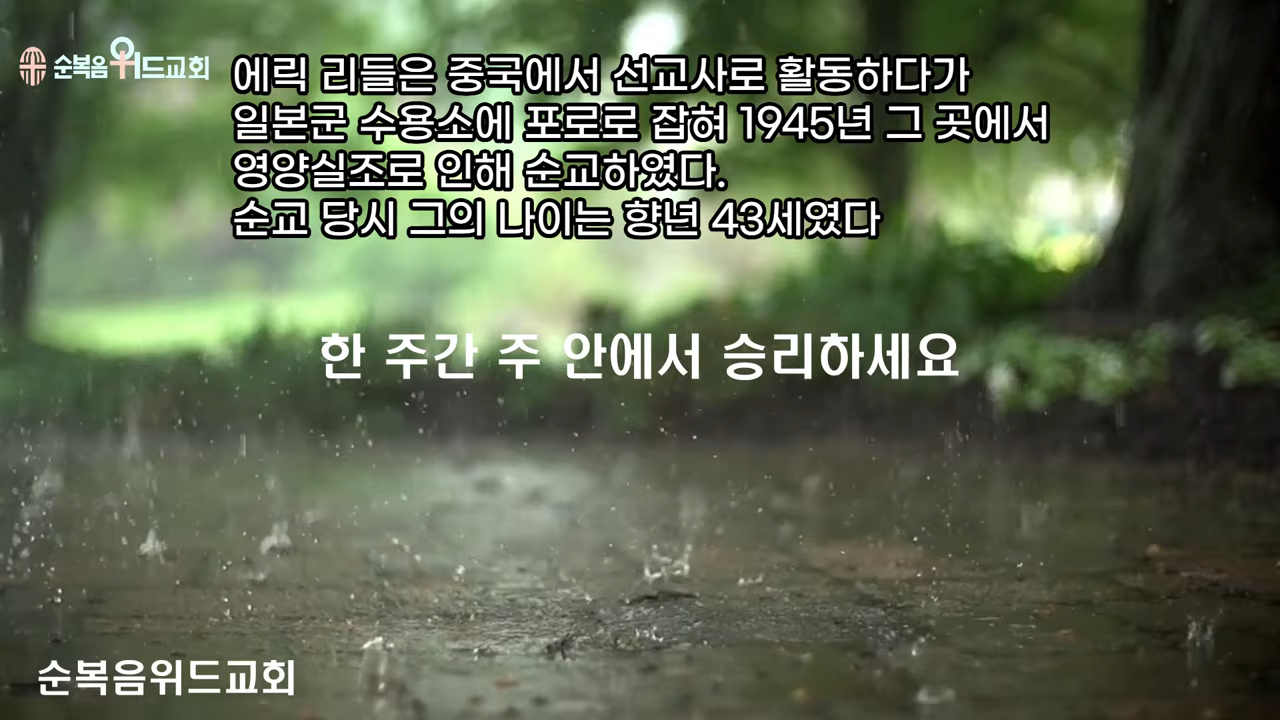 순복음위드교회
에릭 리들은 중국에서 선교사로 활동하다가
일본군 수용소에 포로로 잡혀 1945년 그 곳에서
영양실조로 인해 순교하였다.
순교 당시 그의 나이는 향년 43세였다
한 주간 주 안에서 승리하세요
순복음위드교회